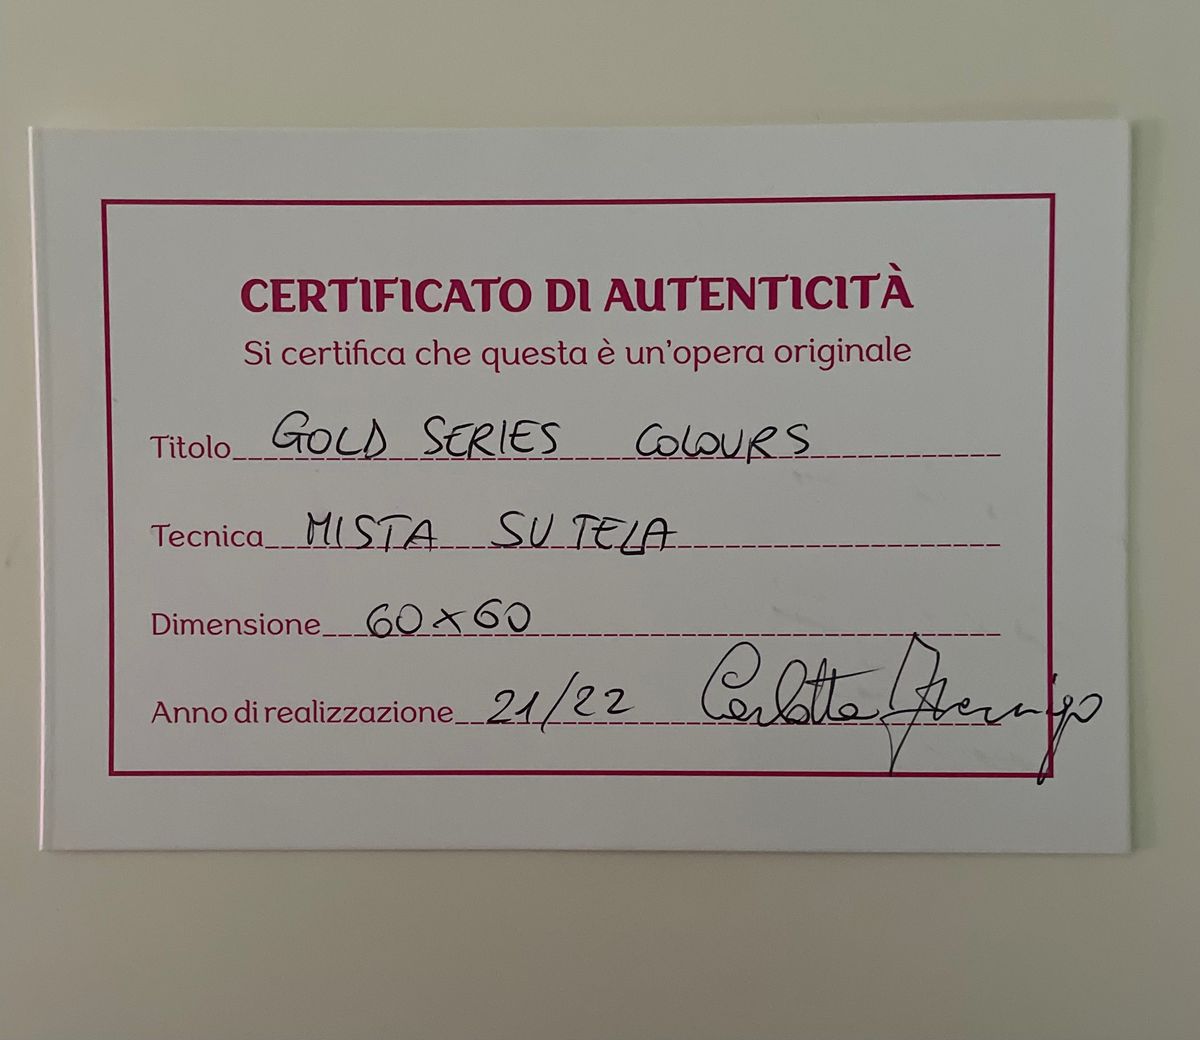 CERTIFICATO DI AUTENTICITÀ
Si certifica che questa è un'opera originale
Titolo GOLD SERIES COLOURS
Tecnica MISTA SU TELA
Dimensione 60x60
Anno di realizzazione 21/22 Carlotta